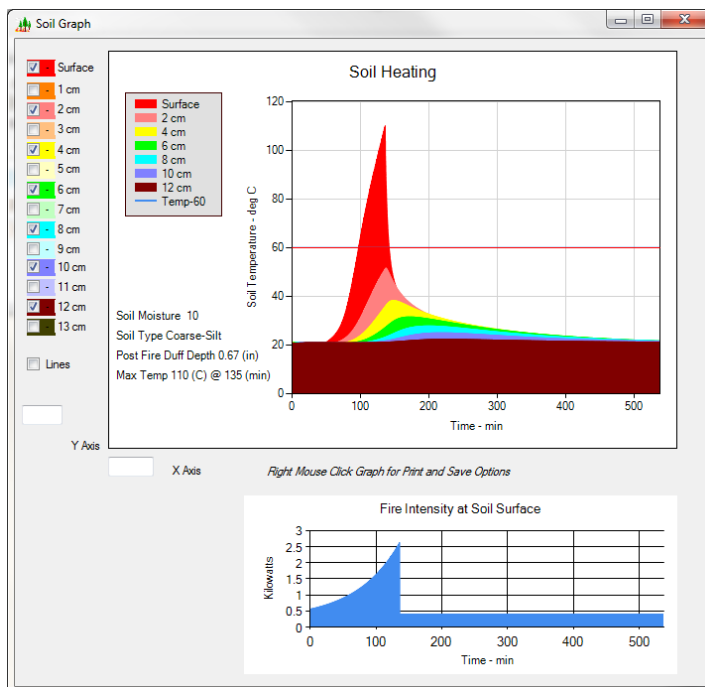 Soil Graph
Surface
- 1 cm
- 2 cm
- 3 cm
- 4 cm
- 5 cm
- 6 cm
- 7 cm
- 8 cm
- 9 cm
- 10 cm
- 11 cm
- 12 cm
- 13 cm
Lines
Y Axis
X Axis
Soil Heating
Surface
2 cm
4 cm
6 cm
8 cm
10 cm
12 cm
Temp-60
Soil Moisture 10
Soil Type Coarse-Silt
Post Fire Duff Depth 0.67 (in)
Max Temp 110 (C) @ 135 (min)
Soil Temperature - deg C
120
100
80
60
40
20
0
0 100 200 300 400 500
Time - min
Right Mouse Click Graph for Print and Save Options
Fire Intensity at Soil Surface
Kilowatts
3
2.5
2
1.5
1
0.5
0
0 100 200 300 400 500
Time - min